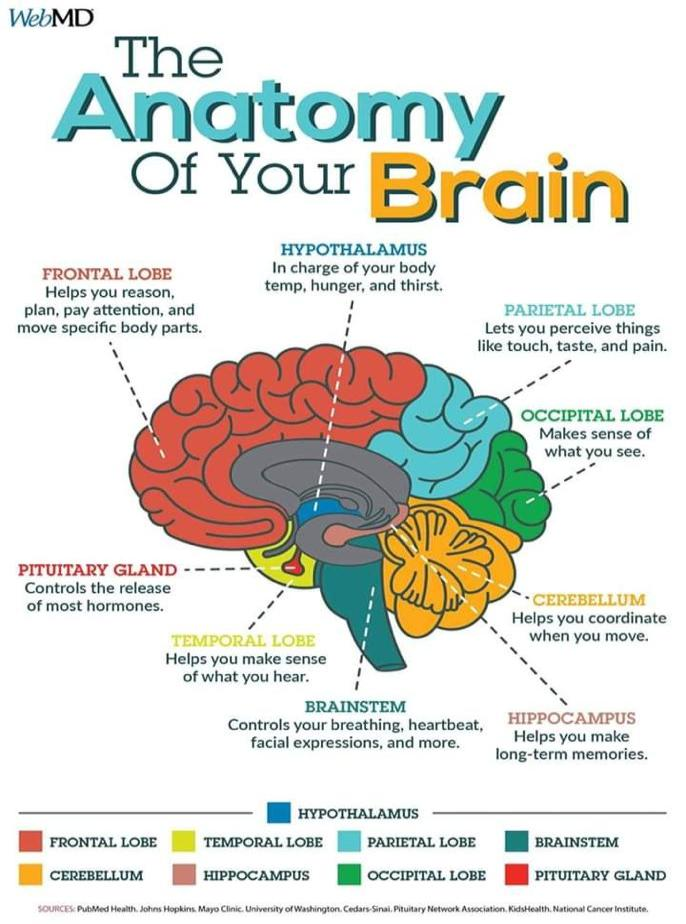 WebMD
The
Anatomy
Of Your Brain
HYPOTHALAMUS
In charge of your body
temp, hunger, and thirst.
FRONTAL LOBE
Helps you reason,
plan, pay attention, and
move specific body parts.
PARIETAL LOBE
Lets you perceive things
like touch, taste, and pain.
OCCIPITAL LOBE
Makes sense of
what you see.
PITUITARY GLAND
Controls the release
of most hormones.
CEREBELLUM
Helps you coordinate
when you move.
TEMPORAL LOBE
Helps you make sense
of what you hear.
BRAINSTEM
Controls your breathing, heartbeat,
facial expressions, and more.
HIPPOCAMPUS
Helps you make
long-term memories.
HYPOTHALAMUS
FRONTAL LOBE TEMPORAL LOBE PARIETAL LOBE BRAINSTEM
CEREBELLUM HIPPOCAMPUS OCCIPITAL LOBE PITUITARY GLAND
SOURCES: PubMed Health. Johns Hopkins. Mayo Clinic. University of Washington. Cedars-Sinai. Pituitary Network Association. KidsHealth. National Cancer Institute.